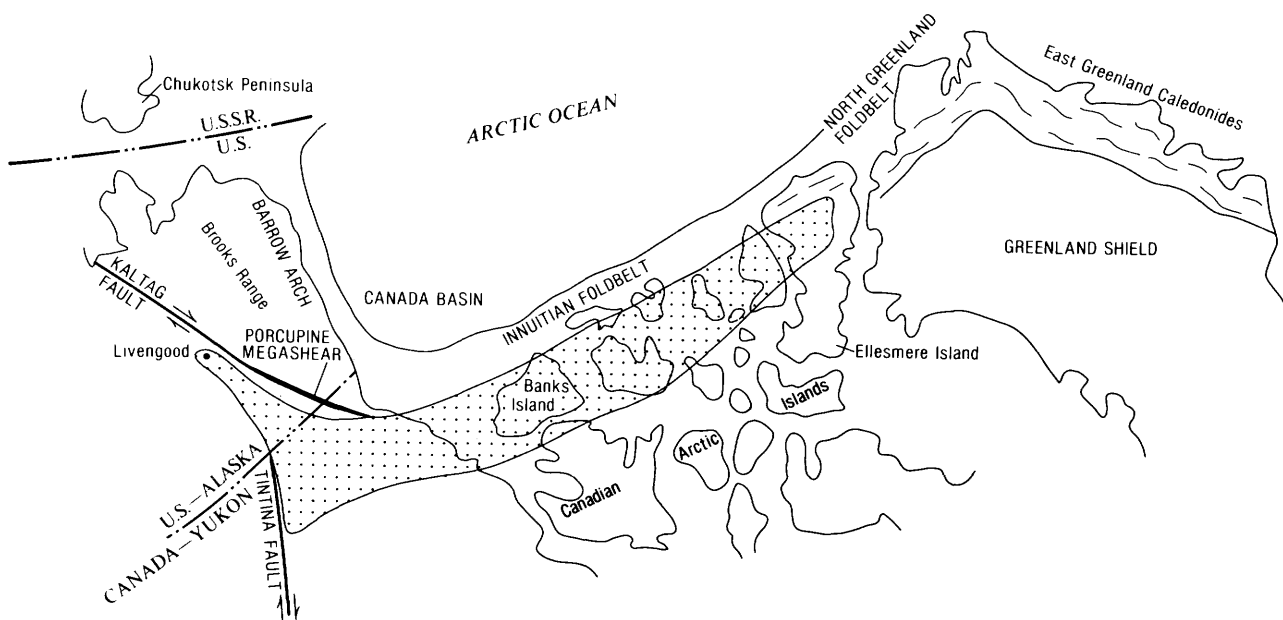 Chukotsk Peninsula
U.S.S.R.
U.S.
ARCTIC OCEAN
NORTH GREENLAND
FOLDBELT
East Greenland Caledonides
GREENLAND SHIELD
BARROW ARCH
Brooks Range
KALTAG
FAULT
CANADA BASIN
INNUITIAN FOLDBELT
PORCUPINE
MEGASHEAR
Livengood
Ellesmere Island
Banks
Island
Islands
Arctic
Canadian
U.S.–ALASKA
CANADA–YUKON
TINTINA FAULT